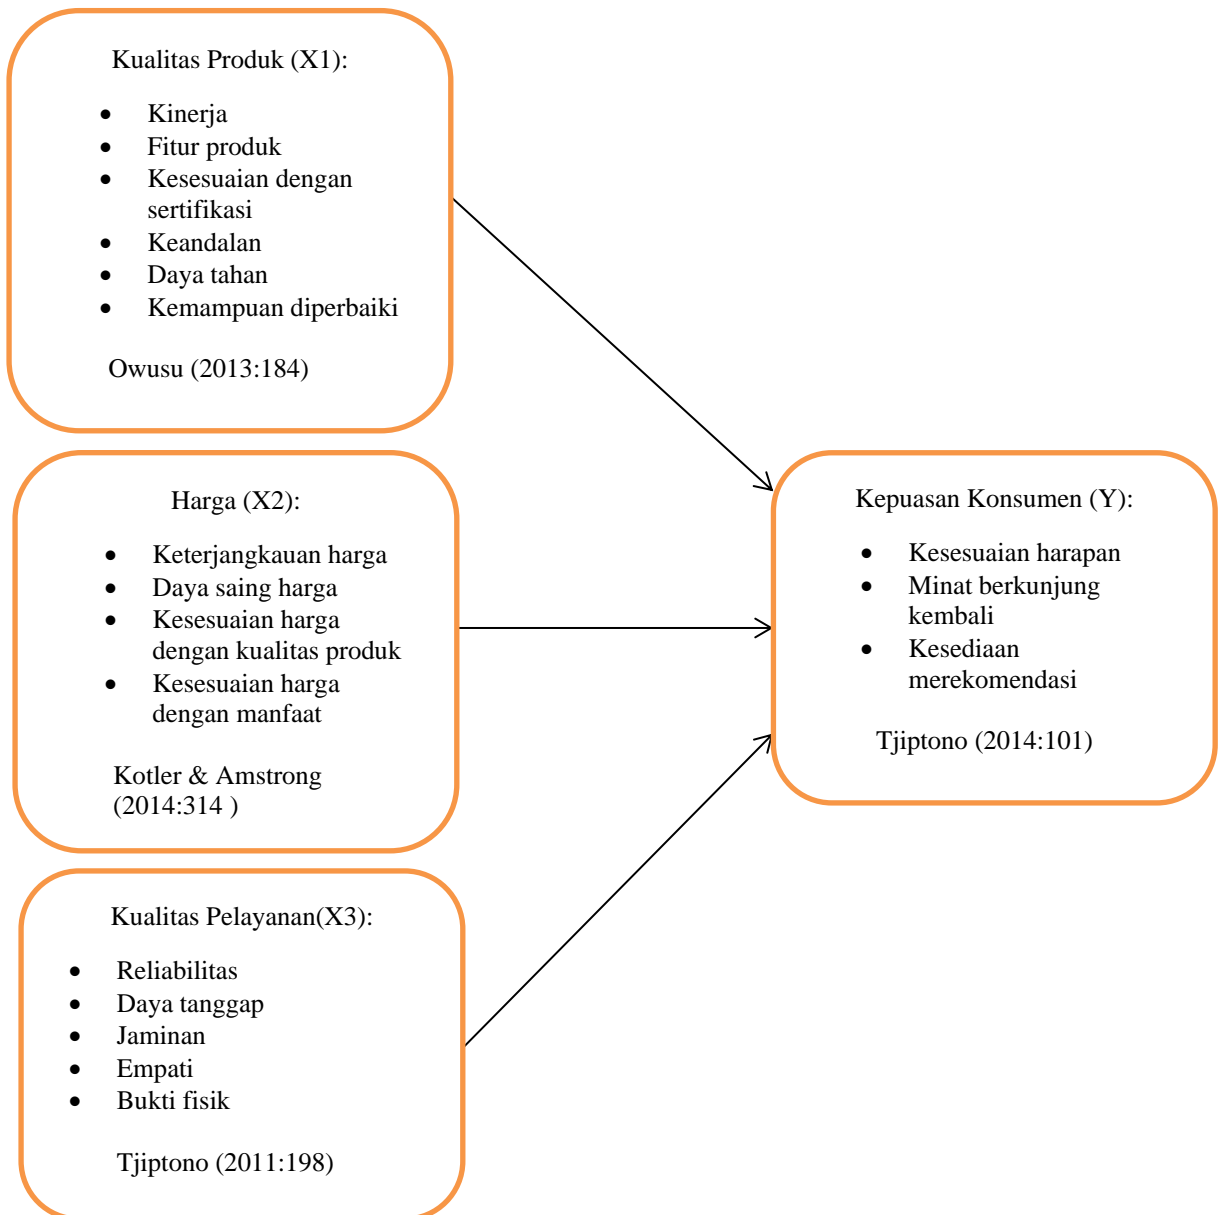 Kualitas Produk (X1):
• Kinerja
• Fitur produk
• Kesesuaian dengan
sertifikasi
• Keandalan
• Daya tahan
• Kemampuan diperbaiki
Owusu (2013:184)
Harga (X2):
• Keterjangkauan harga
• Daya saing harga
• Kesesuaian harga
dengan kualitas produk
• Kesesuaian harga
dengan manfaat
Kotler & Amstrong
(2014:314 )
Kualitas Pelayanan(X3):
• Reliabilitas
• Daya tanggap
• Jaminan
• Empati
• Bukti fisik
Tjiptono (2011:198)
Kepuasan Konsumen (Y):
• Kesesuaian harapan
• Minat berkunjung
kembali
• Kesediaan
merekomendasi
Tjiptono (2014:101)